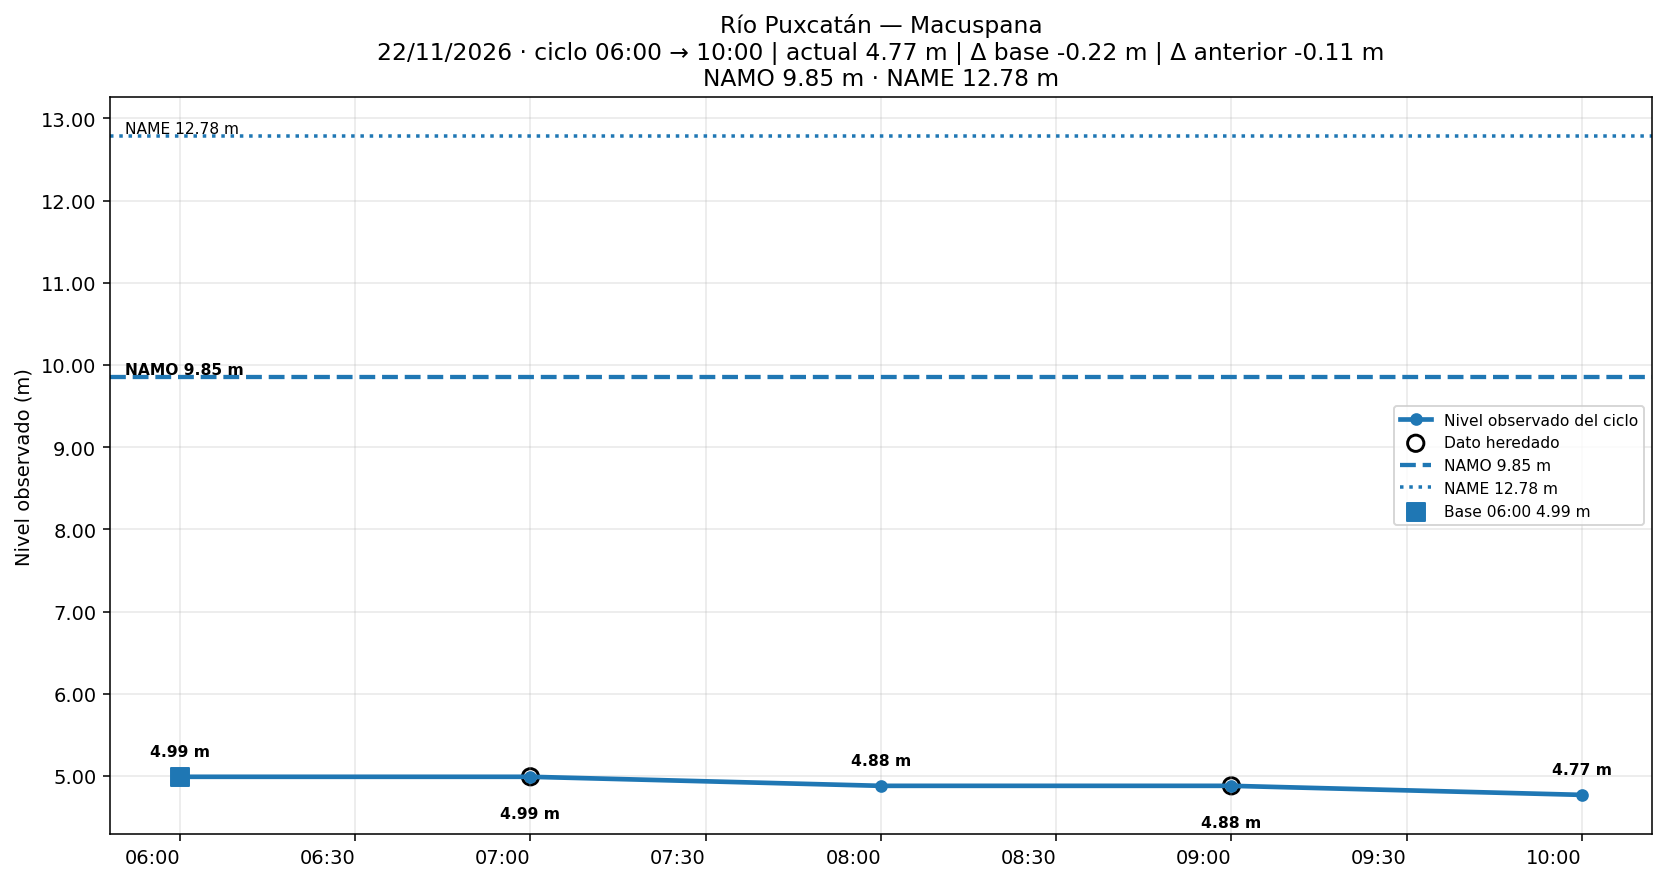 Río Puxcatán — Macuspana
22/11/2026 · ciclo 06:00 → 10:00 | actual 4.77 m | Δ base -0.22 m | Δ anterior -0.11 m
NAMO 9.85 m · NAME 12.78 m
Nivel observado (m)
13.00
12.00
11.00
10.00
9.00
8.00
7.00
6.00
5.00
NAME 12.78 m
NAMO 9.85 m
Nivel observado del ciclo
Dato heredado
NAMO 9.85 m
NAME 12.78 m
Base 06:00 4.99 m
4.99 m
4.99 m
4.88 m
4.88 m
4.77 m
06:00
06:30
07:00
07:30
08:00
08:30
09:00
09:30
10:00